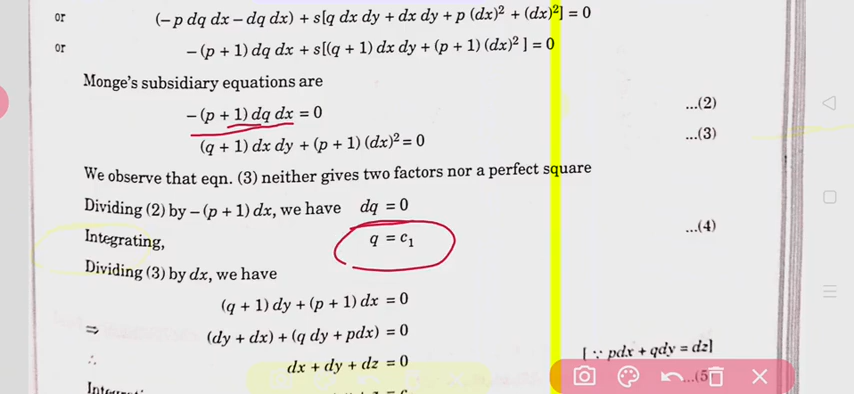 or (−p dq dx − dq dx) + s[q dx dy + dx dy + p (dx)² + (dx)²] = 0
or −(p + 1) dq dx + s[(q + 1) dx dy + (p + 1) (dx)² ] = 0
Monge's subsidiary equations are
−(p + 1) dq dx = 0 ...(2)
(q + 1) dx dy + (p + 1) (dx)² = 0 ...(3)
We observe that eqn. (3) neither gives two factors nor a perfect square
Dividing (2) by − (p + 1) dx, we have dq = 0
Integrating, q = c₁ ...(4)
Dividing (3) by dx, we have
(q + 1) dy + (p + 1) dx = 0
⇒ (dy + dx) + (q dy + pdx) = 0
∴ dx + dy + dz = 0 [ ∵ pdx + qdy = dz]
...(5